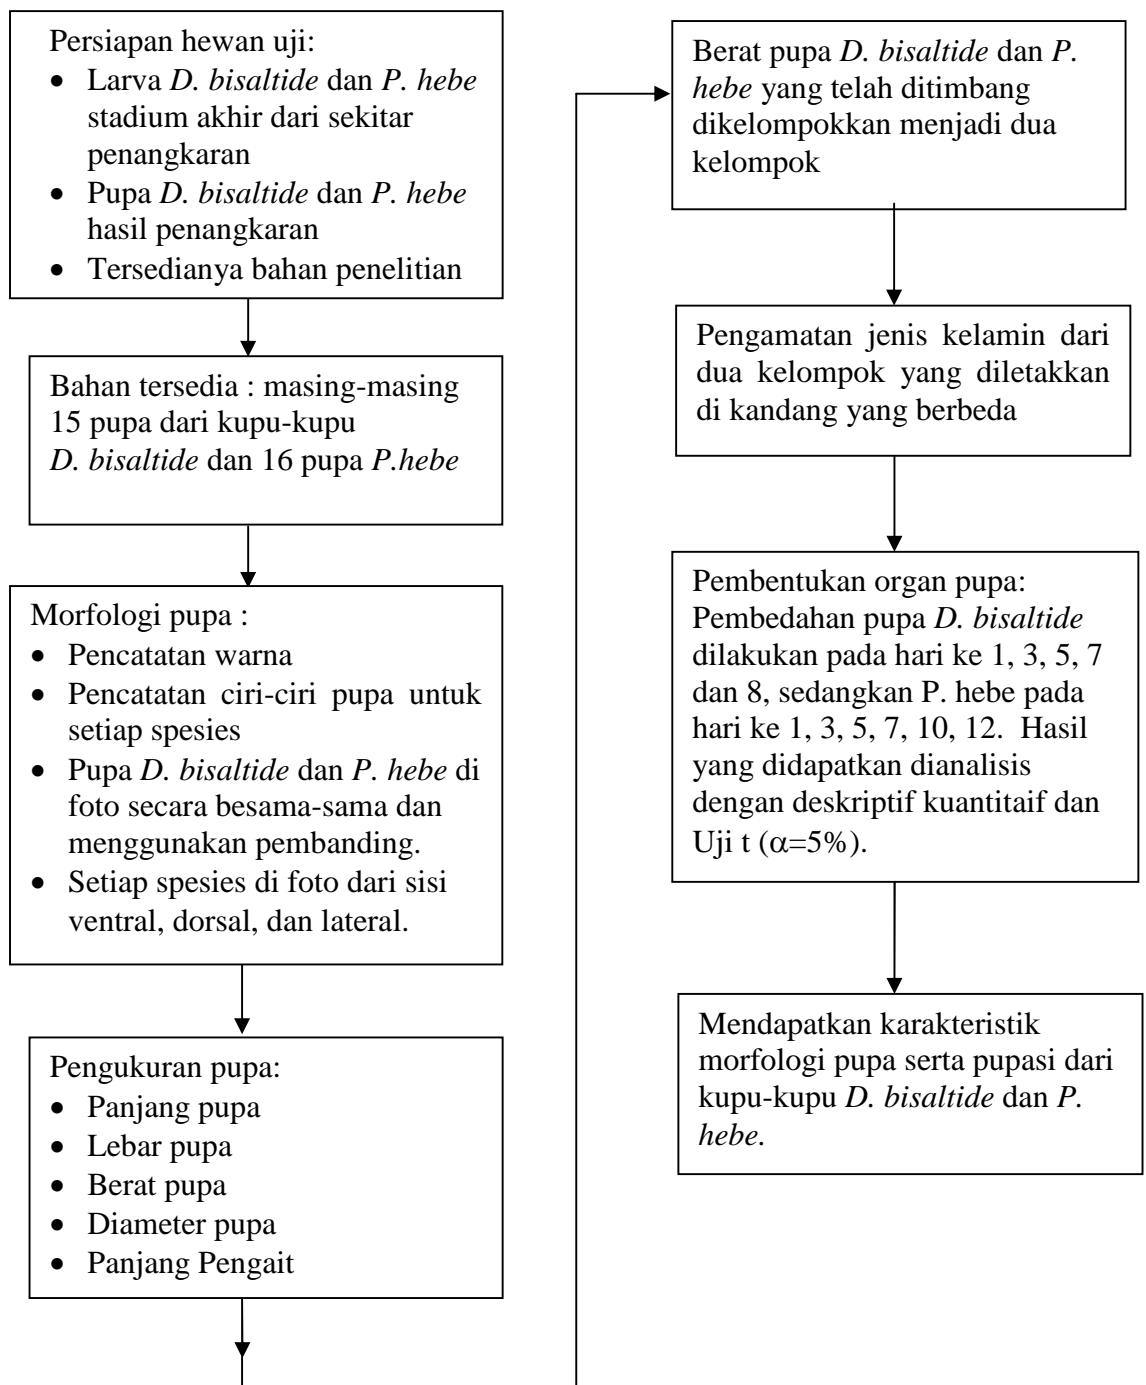 Persiapan hewan uji:
• Larva D. bisaltide dan P. hebe
stadium akhir dari sekitar
penangkaran
• Pupa D. bisaltide dan P. hebe
hasil penangkaran
• Tersedianya bahan penelitian
Bahan tersedia : masing-masing
15 pupa dari kupu-kupu
D. bisaltide dan 16 pupa P.hebe
Morfologi pupa :
• Pencatatan warna
• Pencatatan ciri-ciri pupa untuk
setiap spesies
• Pupa D. bisaltide dan P. hebe di
foto secara besama-sama dan
menggunakan pembanding.
• Setiap spesies di foto dari sisi
ventral, dorsal, dan lateral.
Pengukuran pupa:
• Panjang pupa
• Lebar pupa
• Berat pupa
• Diameter pupa
• Panjang Pengait
Berat pupa D. bisaltide dan P.
hebe yang telah ditimbang
dikelompokkan menjadi dua
kelompok
Pengamatan jenis kelamin dari
dua kelompok yang diletakkan
di kandang yang berbeda
Pembentukan organ pupa:
Pembedahan pupa D. bisaltide
dilakukan pada hari ke 1, 3, 5, 7
dan 8, sedangkan P. hebe pada
hari ke 1, 3, 5, 7, 10, 12. Hasil
yang didapatkan dianalisis
dengan deskriptif kuantitaif dan
Uji t (α=5%).
Mendapatkan karakteristik
morfologi pupa serta pupasi dari
kupu-kupu D. bisaltide dan P.
hebe.